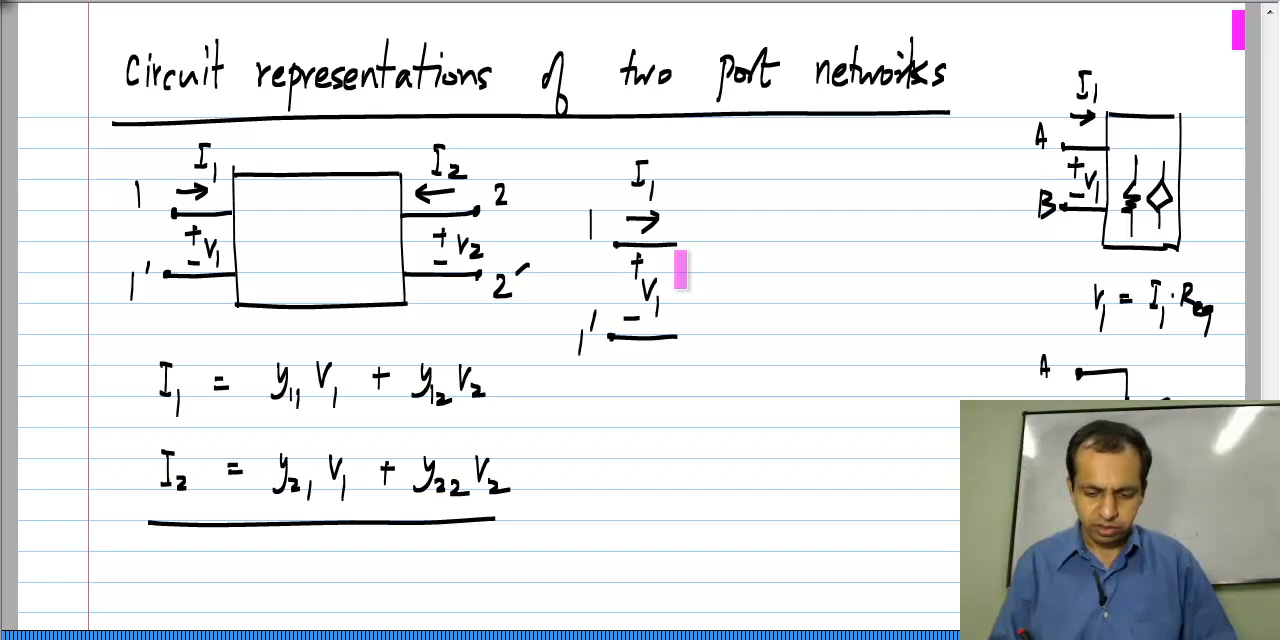 Circuit representations of two port networks
I₁ I₂
1 2
+ V₁ - + V₂ -
1' 2'
I₁ = y₁₁ V₁ + y₁₂ V₂
I₂ = y₂₁ V₁ + y₂₂ V₂
I₁
1
+ V₁ -
1'
I₁
A
+ V₁ -
B
V₁ = I₁ · Req
A